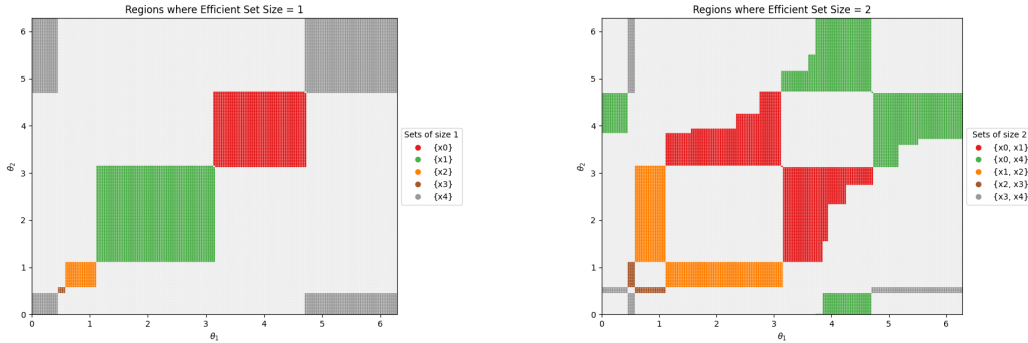 Regions where Efficient Set Size = 1
θ₂
6
5
4
3
2
1
0
0 1 2 3 4 5 6
θ₁
Sets of size 1
{x0}
{x1}
{x2}
{x3}
{x4}
Regions where Efficient Set Size = 2
θ₂
6
5
4
3
2
1
0
0 1 2 3 4 5 6
θ₁
Sets of size 2
{x0, x1}
{x0, x4}
{x1, x2}
{x2, x3}
{x3, x4}